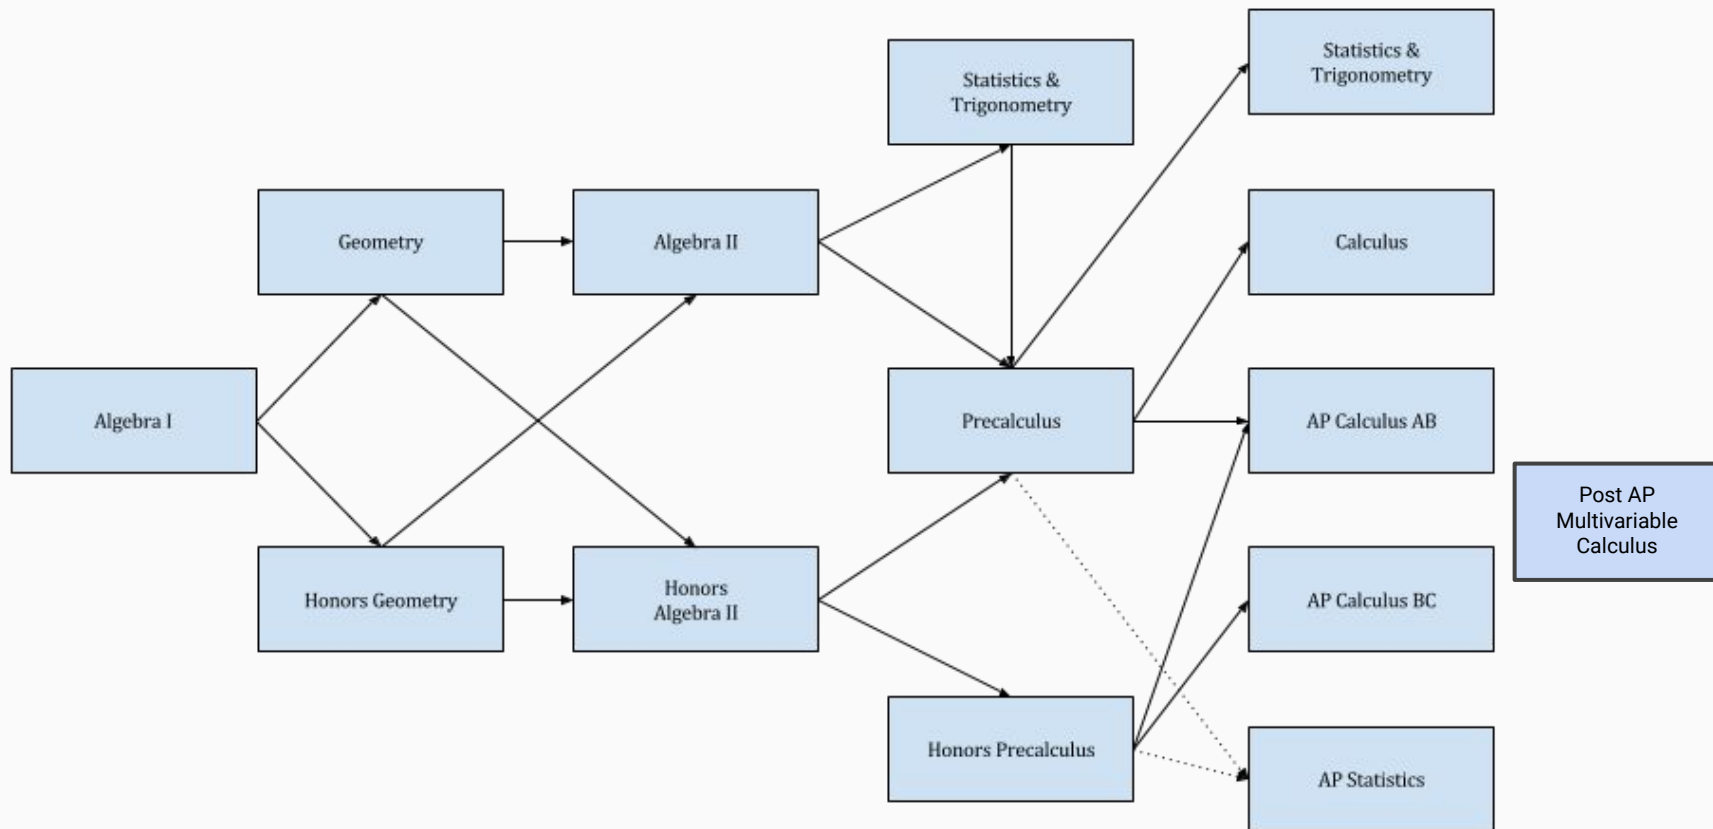 Statistics &
Trigonometry
Statistics &
Trigonometry
Geometry
Algebra II
Calculus
Algebra I
Precalculus
AP Calculus AB
Post AP
Multivariable
Calculus
Honors Geometry
Honors
Algebra II
AP Calculus BC
Honors Precalculus
AP Statistics